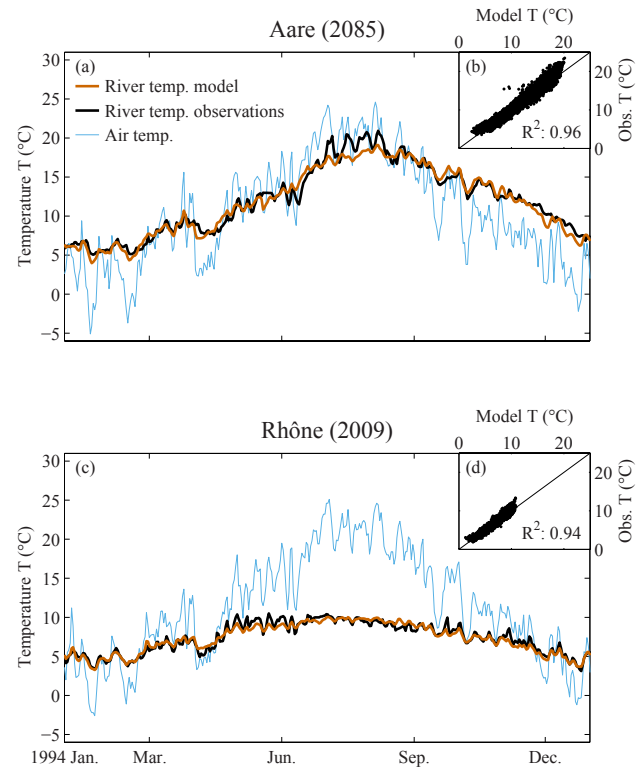 Aare (2085)
Model T (°C)
0 10 20
(a)
River temp. model
River temp. observations
Air temp.
(b)
R²: 0.96
20
10
0
Obs. T (°C)
30
25
20
15
10
5
0
−5
Temperature T (°C)
Rhône (2009)
Model T (°C)
0 10 20
(c)
(d)
R²: 0.94
20
10
0
Obs. T (°C)
30
25
20
15
10
5
0
−5
Temperature T (°C)
1994 Jan. Mar. Jun. Sep. Dec.